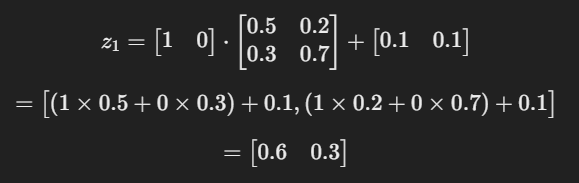 z₁ = [1 0] · [0.5 0.2; 0.3 0.7] + [0.1 0.1]
= [(1 × 0.5 + 0 × 0.3) + 0.1, (1 × 0.2 + 0 × 0.7) + 0.1]
= [0.6 0.3]